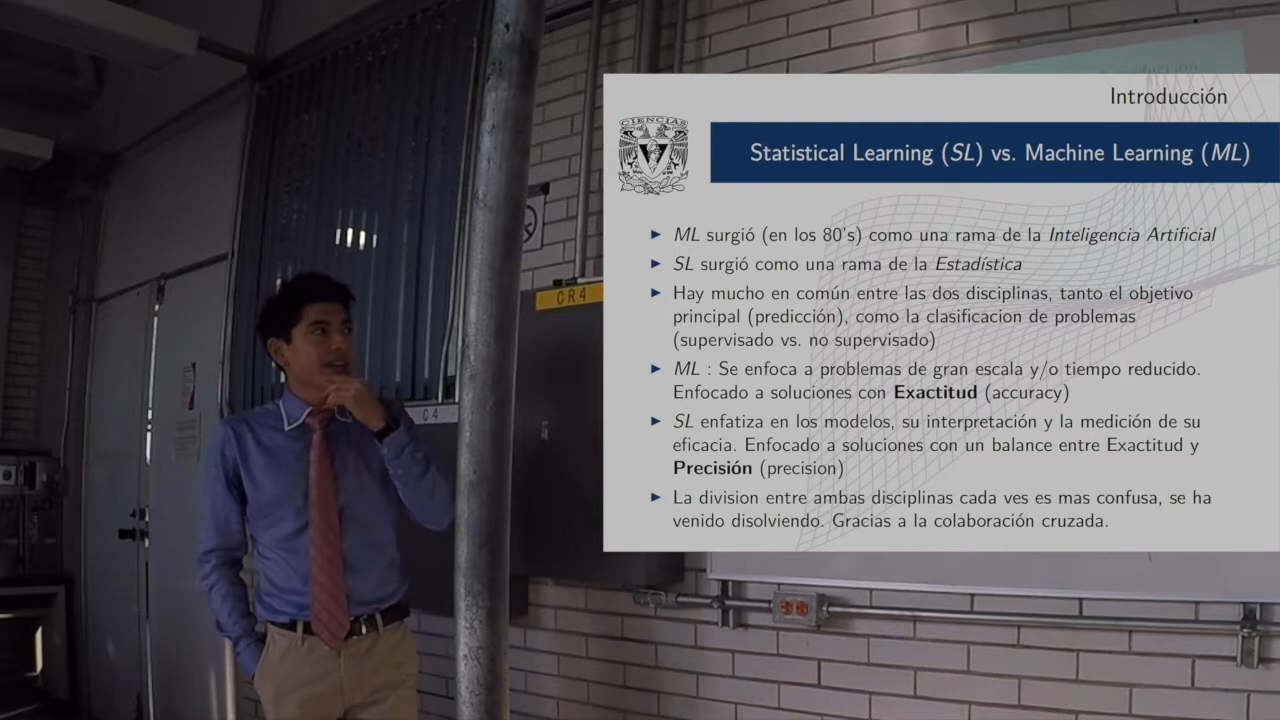 Introducción
CIENCIAS
Statistical Learning (SL) vs. Machine Learning (ML)
ML surgió (en los 80's) como una rama de la Inteligencia Artificial
SL surgió como una rama de la Estadística
Hay mucho en común entre las dos disciplinas, tanto el objetivo
principal (predicción), como la clasificacion de problemas
(supervisado vs. no supervisado)
ML : Se enfoca a problemas de gran escala y/o tiempo reducido.
Enfocado a soluciones con Exactitud (accuracy)
SL enfatiza en los modelos, su interpretación y la medición de su
eficacia. Enfocado a soluciones con un balance entre Exactitud y
Precisión (precision)
La division entre ambas disciplinas cada ves es mas confusa, se ha
venido disolviendo. Gracias a la colaboración cruzada.
CR4
C4